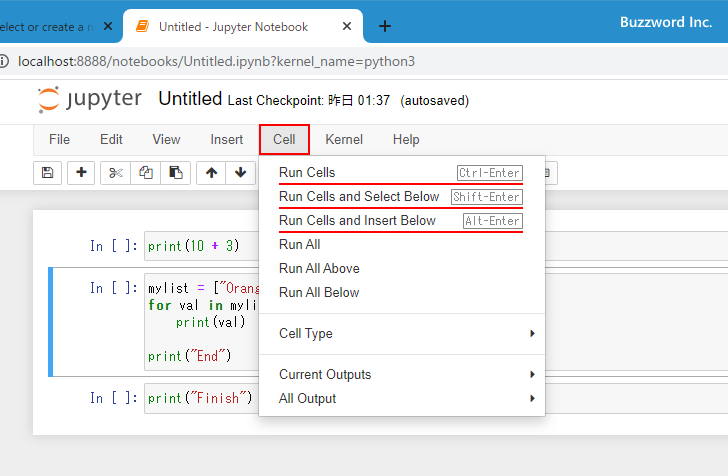 elect or create a n
Untitled - Jupyter Notebook
Buzzword Inc.
localhost:8888/notebooks/Untitled.ipynb?kernel_name=python3
jupyter Untitled Last Checkpoint: 昨日 01:37 (autosaved)
File Edit View Insert Cell Kernel Help
Run Cells Ctrl-Enter
Run Cells and Select Below Shift-Enter
Run Cells and Insert Below Alt-Enter
Run All
Run All Above
Run All Below
Cell Type
Current Outputs
All Output
In [ ]: print(10 + 3)
In [ ]: mylist = ["Orang
for val in myli
print(val)
print("End")
In [ ]: print("Finish")